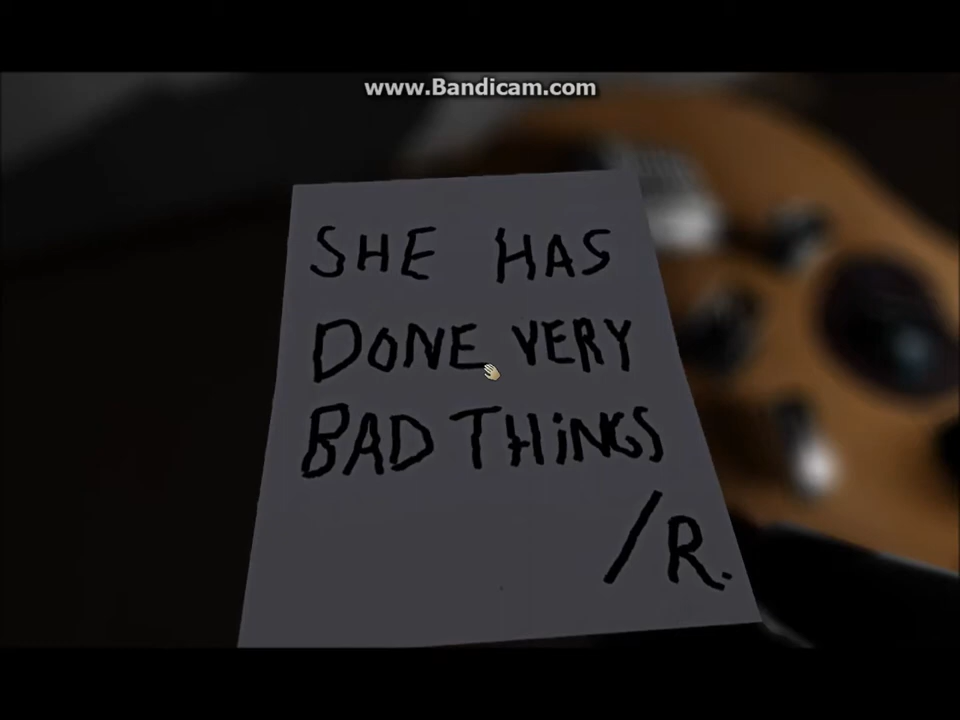 www.Bandicam.com
SHE HAS
DONE VERY
BAD THiNGS
/R.